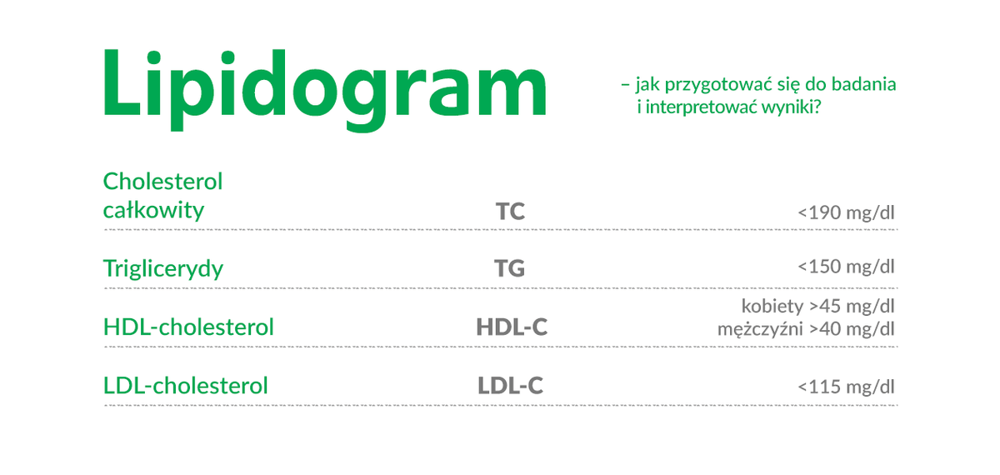 Lipidogram
– jak przygotować się do badania
i interpretować wyniki?
Cholesterol
całkowity TC <190 mg/dl
Triglicerydy TG <150 mg/dl
kobiety >45 mg/dl
HDL-cholesterol HDL-C mężczyźni >40 mg/dl
LDL-cholesterol LDL-C <115 mg/dl